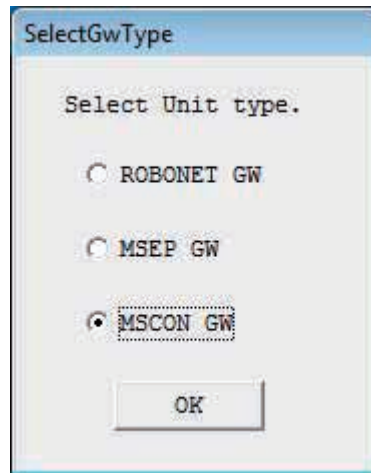 SelectGwType
Select Unit type.
ROBONET GW
MSEP GW
MSCON GW
OK